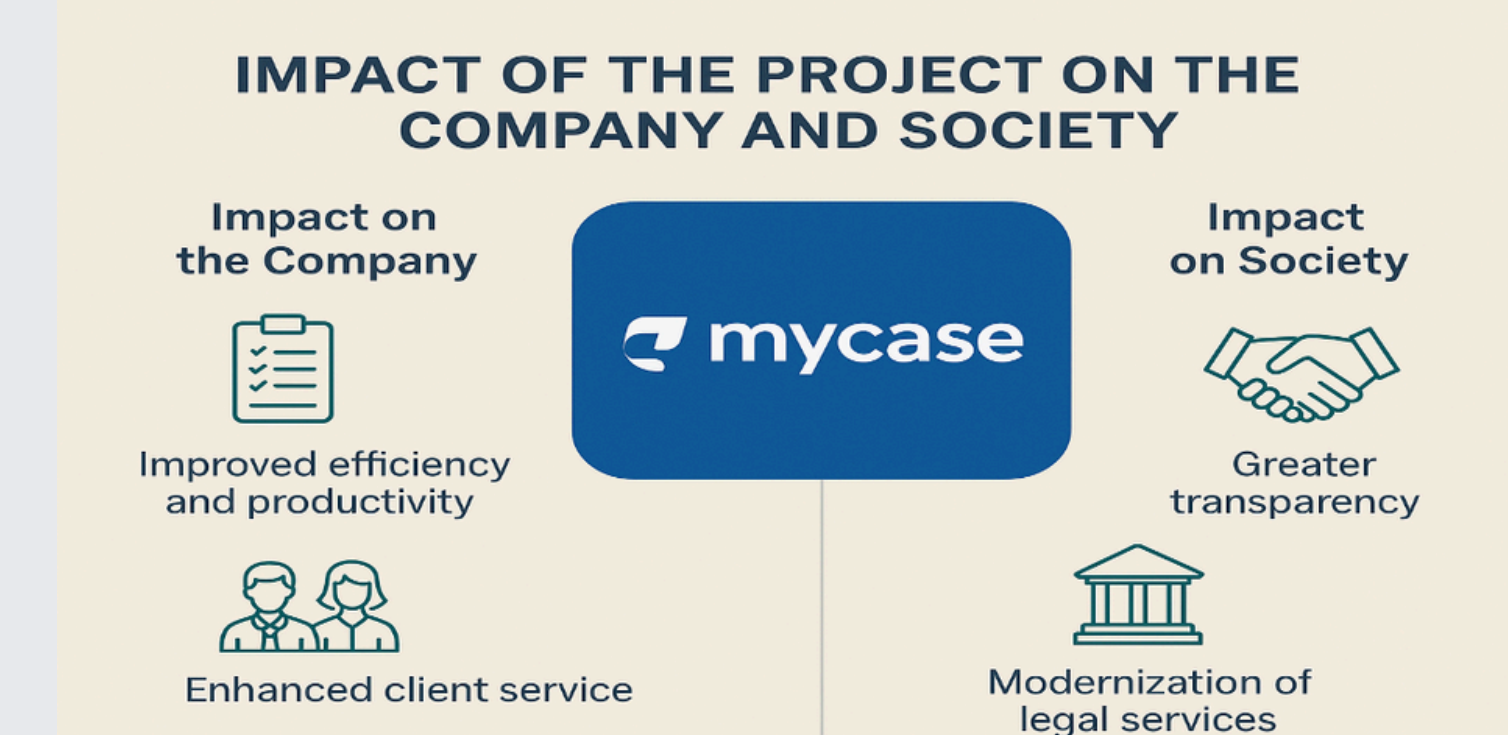 IMPACT OF THE PROJECT ON THE
COMPANY AND SOCIETY
Impact on
the Company
Improved efficiency
and productivity
Enhanced client service
mycase
Impact
on Society
Greater
transparency
Modernization of
legal services